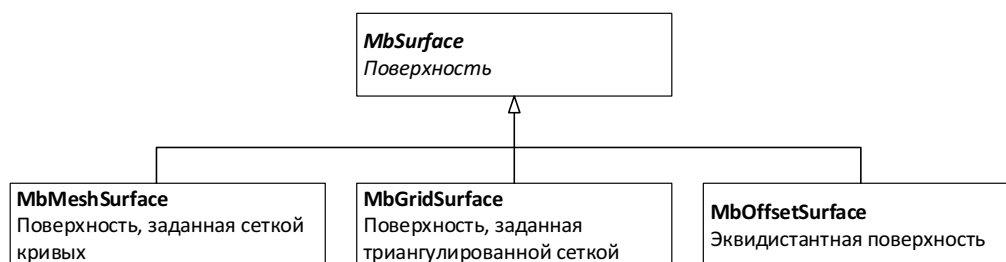 MbSurface
Поверхность
MbMeshSurface
Поверхность, заданная сеткой
кривых
MbGridSurface
Поверхность, заданная
триангулированной сеткой
MbOffsetSurface
Эквидистантная поверхность